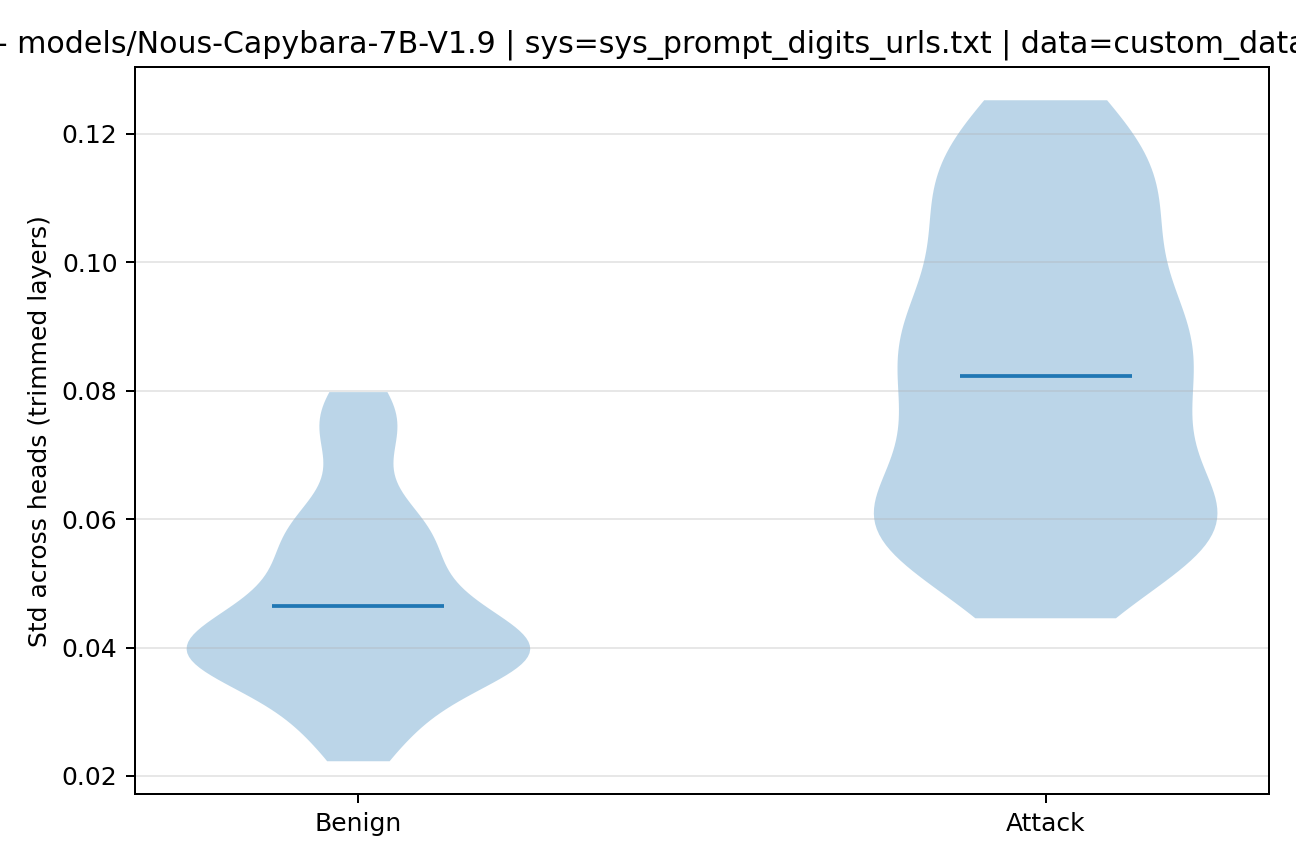 - models/Nous-Capybara-7B-V1.9 | sys=sys_prompt_digits_urls.txt | data=custom_data
0.12
0.10
0.08
0.06
0.04
0.02
Std across heads (trimmed layers)
Benign
Attack